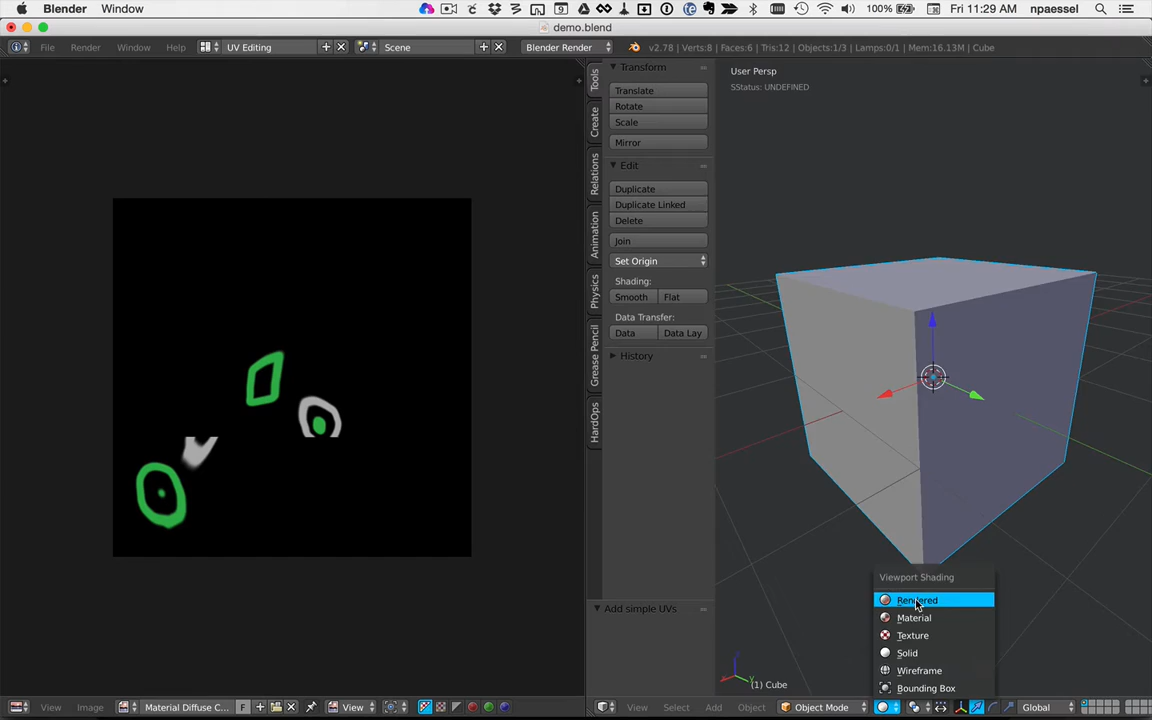 Blender Window 100% Fri 11:29 AM npaessel
demo.blend
File Render Window Help UV Editing Scene Blender Render v2.78 | Verts:8 | Faces:6 | Tris:12 | Objects:1/3 | Lamps:0/1 | Mem:16.13M | Cube
Tools
Create
Relations
Animation
Physics
Grease Pencil
HardOps
Transform
Translate
Rotate
Scale
Mirror
Edit
Duplicate
Duplicate Linked
Delete
Join
Set Origin
Shading:
Smooth Flat
Data Transfer:
Data Data Lay
History
Add simple UVs
User Persp
SStatus: UNDEFINED
Viewport Shading
Rendered
Material
Texture
Solid
Wireframe
Bounding Box
(1) Cube
View Image Material Diffuse C... F View
View Select Add Object Object Mode Global